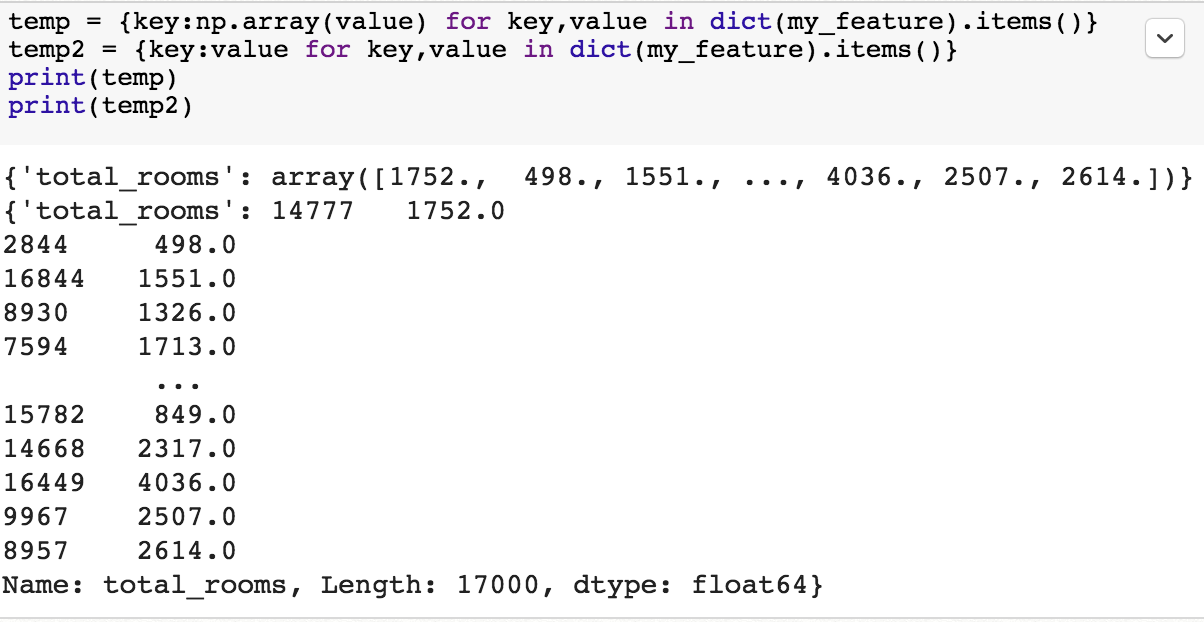 temp = {key:np.array(value) for key,value in dict(my_feature).items()}
temp2 = {key:value for key,value in dict(my_feature).items()}
print(temp)
print(temp2)
{'total_rooms': array([1752.,  498., 1551., ..., 4036., 2507., 2614.])}
{'total_rooms': 14777    1752.0
2844      498.0
16844    1551.0
8930     1326.0
7594     1713.0
...
15782     849.0
14668    2317.0
16449    4036.0
9967     2507.0
8957     2614.0
Name: total_rooms, Length: 17000, dtype: float64}